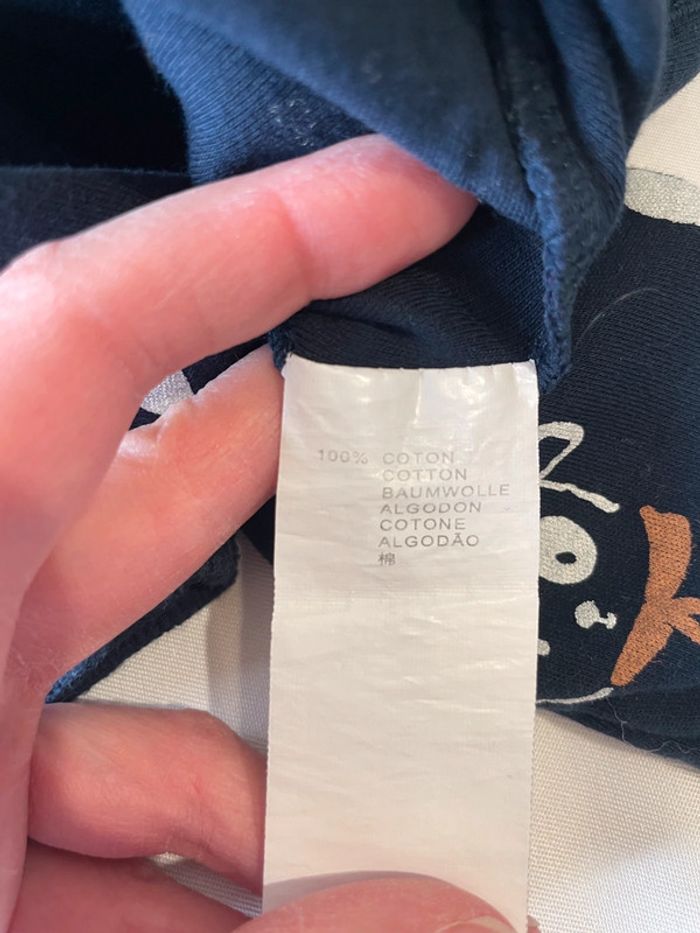 100% COTON
COTTON
BAUMWOLLE
ALGODON
COTONE
ALGODÃO
棉